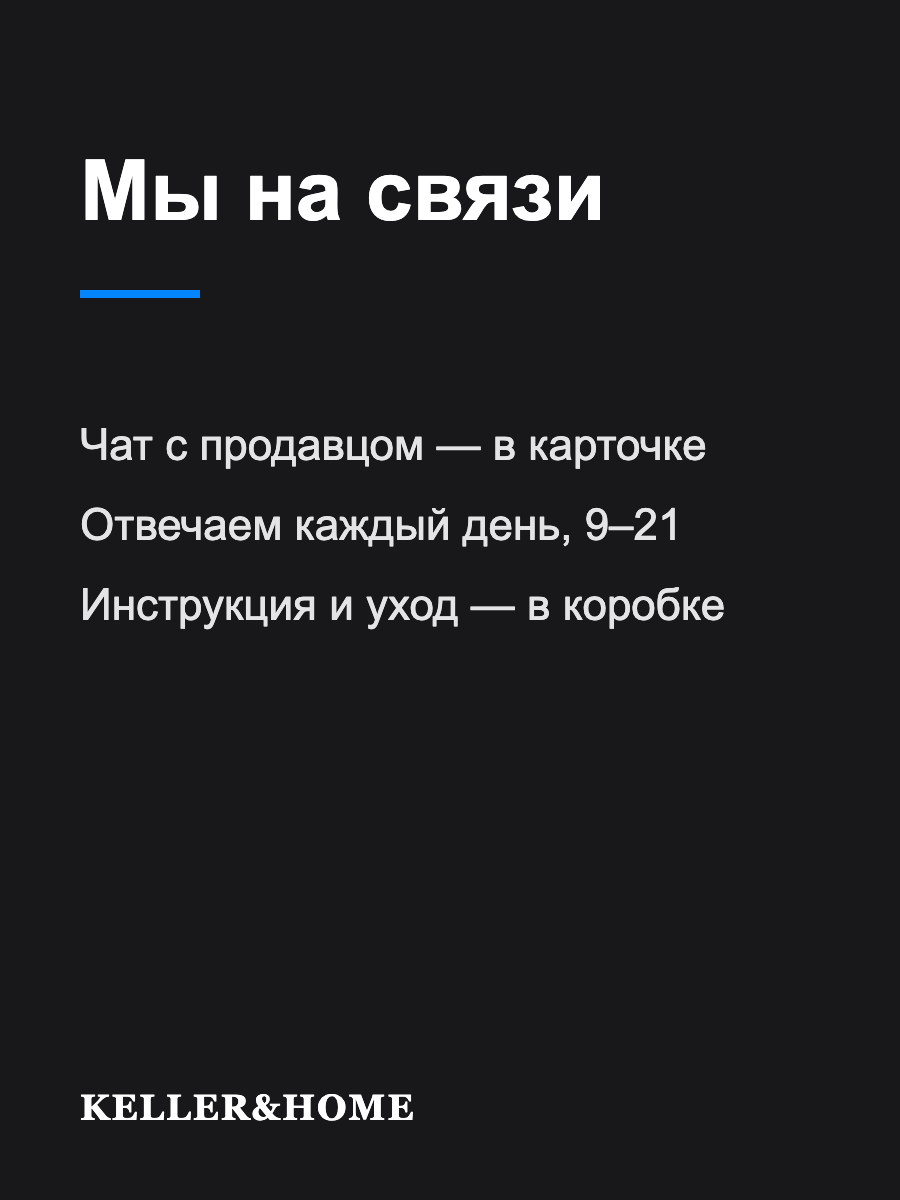 Мы на связи
Чат с продавцом — в карточке
Отвечаем каждый день, 9–21
Инструкция и уход — в коробке
KELLER&HOME